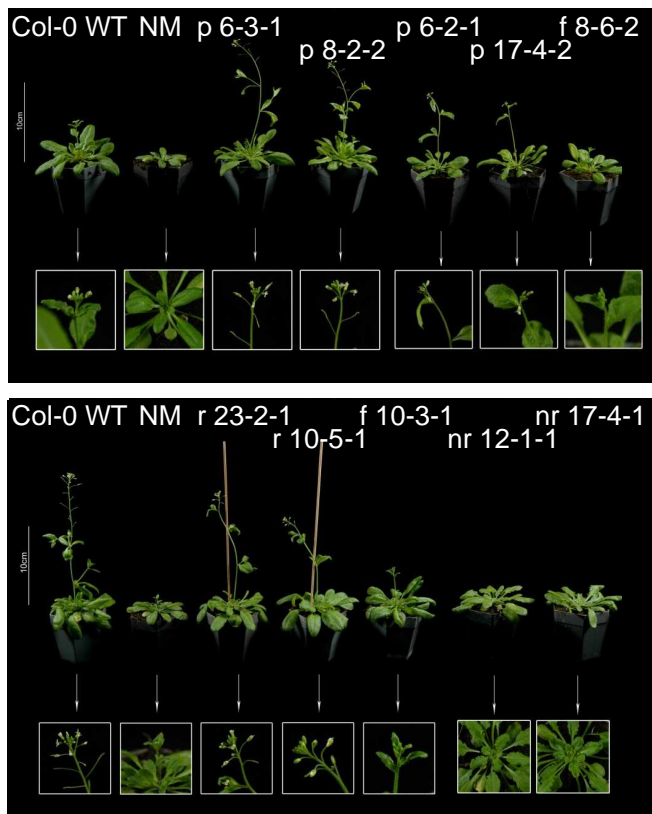 Col-0 WT NM p 6-3-1 p 6-2-1 f 8-6-2
p 8-2-2 p 17-4-2
10cm
Col-0 WT NM r 23-2-1 f 10-3-1 nr 17-4-1
r 10-5-1 nr 12-1-1
10cm